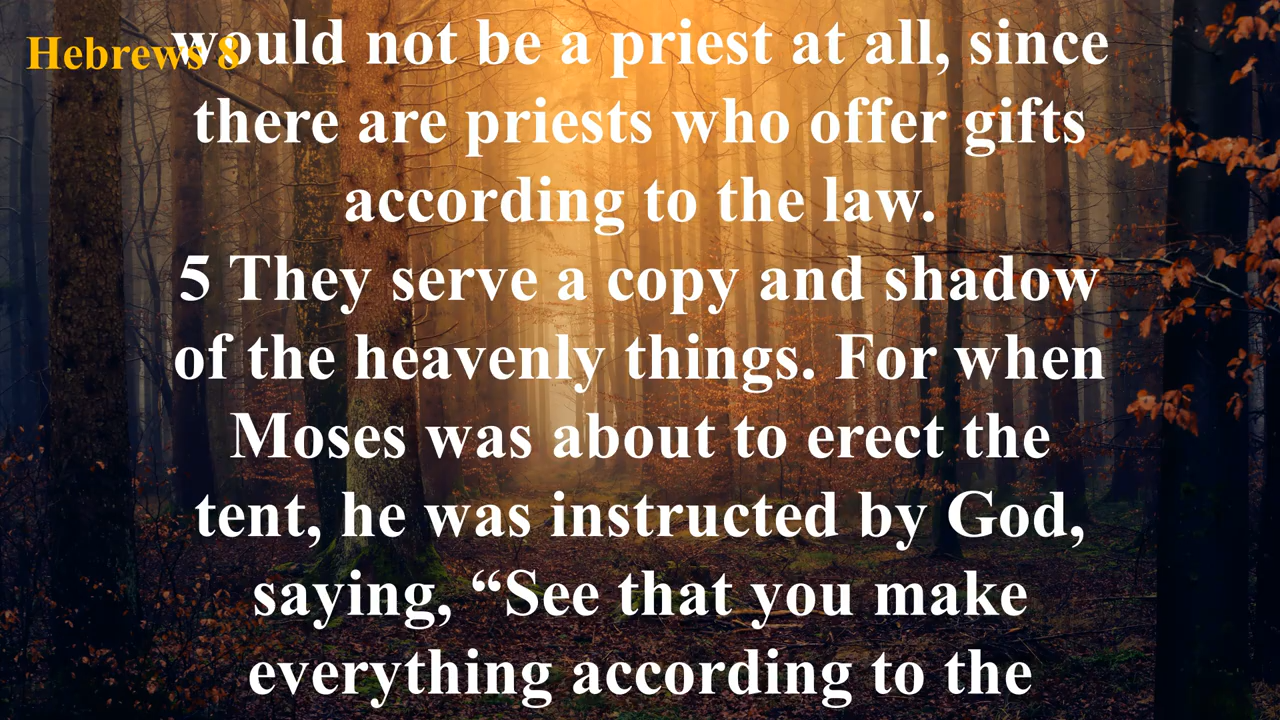 Hebrews 8
would not be a priest at all, since
there are priests who offer gifts
according to the law.
5 They serve a copy and shadow
of the heavenly things. For when
Moses was about to erect the
tent, he was instructed by God,
saying, “See that you make
everything according to the